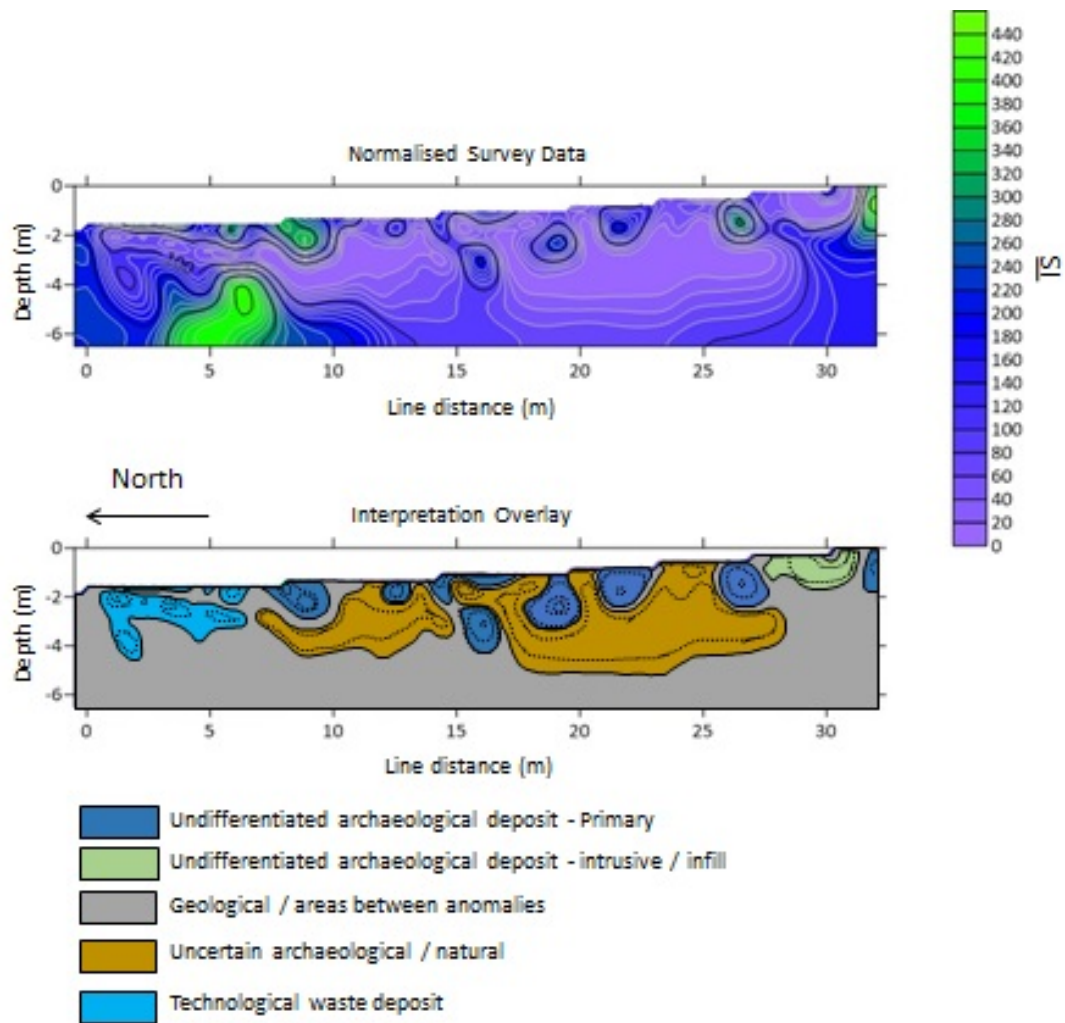 Normalised Survey Data
0
-2
-4
-6
Depth (m)
0 5 10 15 20 25 30
Line distance (m)
440
420
400
380
360
340
320
300
280
260
240
220
200
180
160
140
120
100
80
60
40
20
0
North
Interpretation Overlay
0
-2
-4
-6
Depth (m)
0 5 10 15 20 25 30
Line distance (m)
Undifferentiated archaeological deposit - Primary
Undifferentiated archaeological deposit - intrusive / infill
Geological / areas between anomalies
Uncertain archaeological / natural
Technological waste deposit